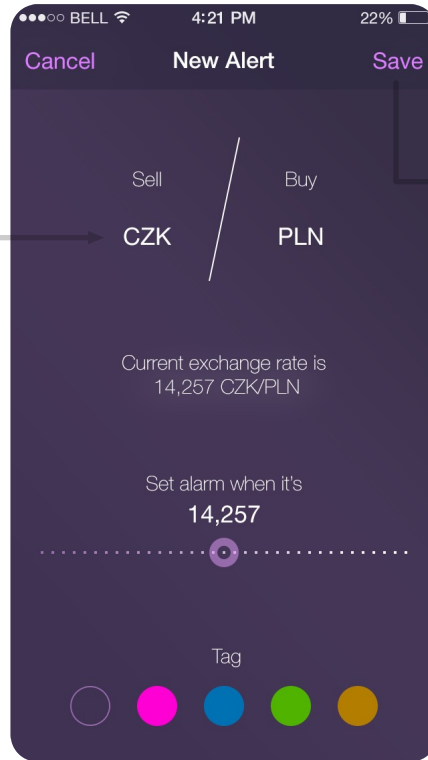 BELL 4:21 PM 22%
Cancel New Alert Save
Sell Buy
CZK PLN
Current exchange rate is
14,257 CZK/PLN
Set alarm when it's
14,257
Tag